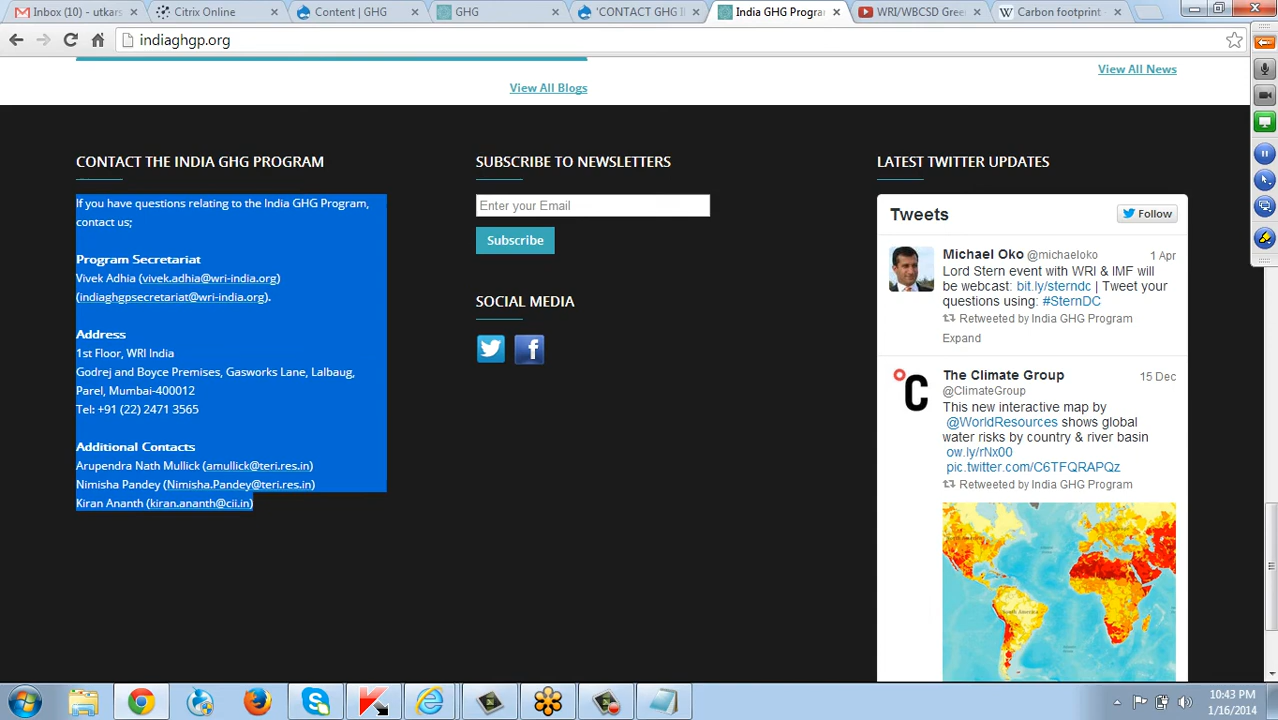 Inbox (10) - utkars
Citrix Online
Content | GHG
GHG
'CONTACT GHG I
India GHG Progra
WRI/WBCSD Gree
Carbon footprint -
indiaghgp.org
View All Blogs
View All News
CONTACT THE INDIA GHG PROGRAM
If you have questions relating to the India GHG Program,
contact us;
Program Secretariat
Vivek Adhia (vivek.adhia@wri-india.org)
(indiaghgpsecretariat@wri-india.org).
Address
1st Floor, WRI India
Godrej and Boyce Premises, Gasworks Lane, Lalbaug,
Parel, Mumbai-400012
Tel: +91 (22) 2471 3565
Additional Contacts
Arupendra Nath Mullick (amullick@teri.res.in)
Nimisha Pandey (Nimisha.Pandey@teri.res.in)
Kiran Ananth (kiran.ananth@cii.in)
SUBSCRIBE TO NEWSLETTERS
Enter your Email
Subscribe
SOCIAL MEDIA
LATEST TWITTER UPDATES
Tweets
Follow
Michael Oko @michaeloko 1 Apr
Lord Stern event with WRI & IMF will
be webcast: bit.ly/sterndc | Tweet your
questions using: #SternDC
Retweeted by India GHG Program
Expand
The Climate Group 15 Dec
@ClimateGroup
This new interactive map by
@WorldResources shows global
water risks by country & river basin
ow.ly/rNx00
pic.twitter.com/C6TFQRAPQz
Retweeted by India GHG Program
10:43 PM
1/16/2014